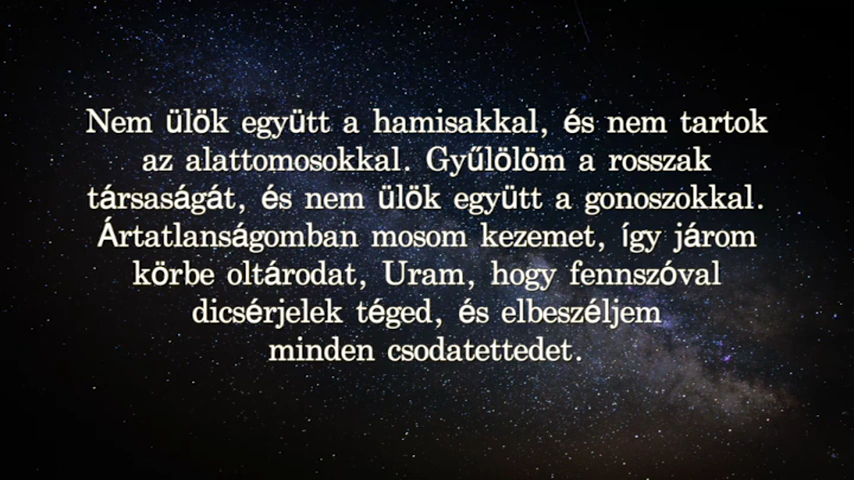 Nem ülök együtt a hamisakkal, és nem tartok
az alattomosokkal. Gyűlölöm a rosszak
társaságát, és nem ülök együtt a gonoszokkal.
Ártatlanságomban mosom kezemet, így járom
körbe oltárodat, Uram, hogy fennszóval
dicsérjelek téged, és elbeszéljem
minden csodatettedet.